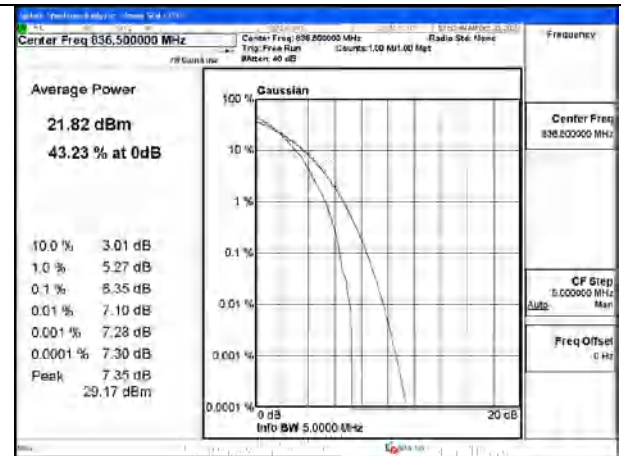 Center Freq 836.500000 MHz
Center Freq: 836.500000 MHz
Radio Std: None
Trig: Free Run
Counts:1.00 M/1.00 Mpt
#Atten: 40 dB
Frequency
Average Power
21.82 dBm
43.23 % at 0dB
10.0 % 3.01 dB
1.0 % 5.27 dB
0.1 % 6.35 dB
0.01 % 7.10 dB
0.001 % 7.28 dB
0.0001 % 7.30 dB
Peak 7.35 dB
29.17 dBm
Gaussian
100 %
10 %
1 %
0.1 %
0.01 %
0.001 %
0.0001 %
0 dB
20 dB
Info BW 5.0000 MHz
Center Freq
836.500000 MHz
CF Step
5.000000 MHz
Auto Man
Freq Offset
0 Hz